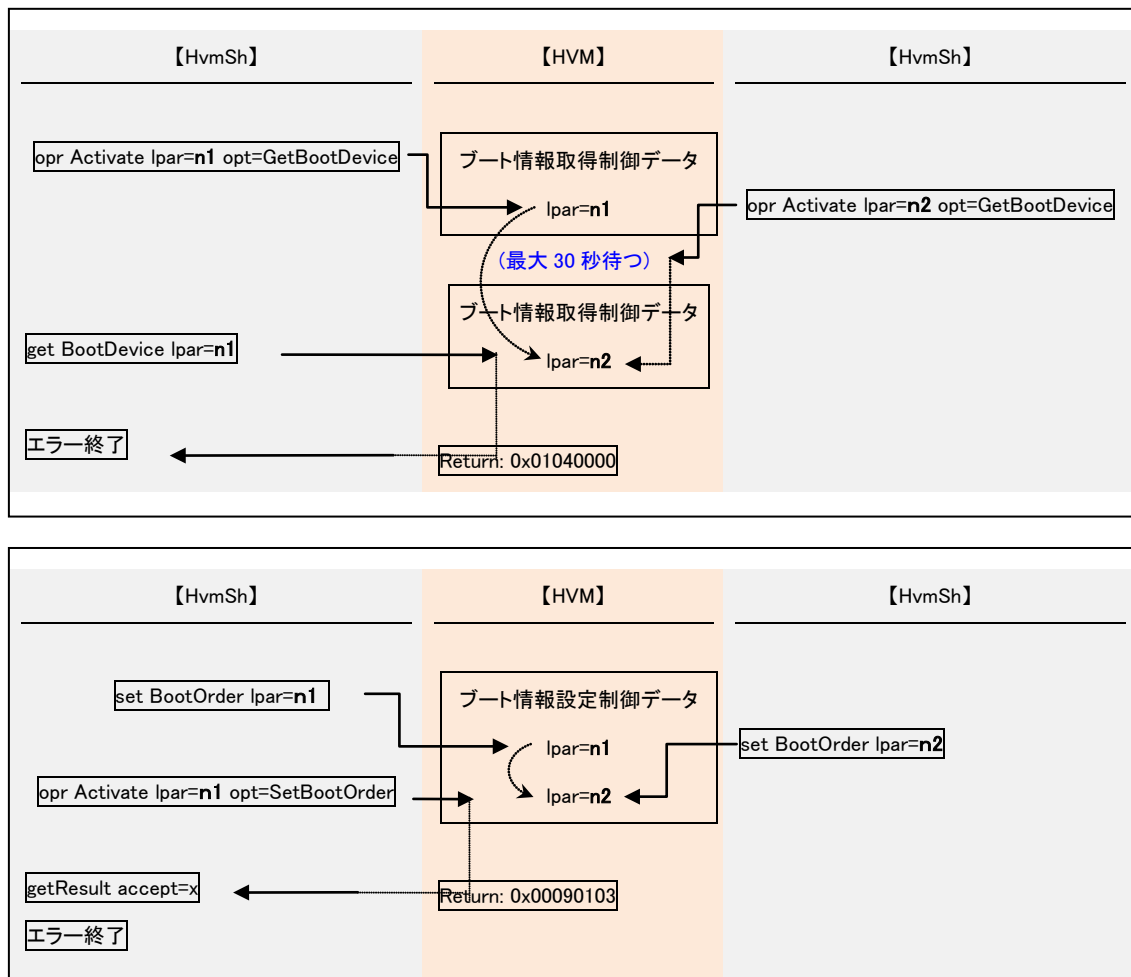 【HvmSh】
【HVM】
【HvmSh】
opr Activate lpar=n1 opt=GetBootDevice
ブート情報取得制御データ
lpar=n1
opr Activate lpar=n2 opt=GetBootDevice
(最大 30 秒待つ)
ブート情報取得制御データ
get BootDevice lpar=n1
lpar=n2
エラー終了
Return: 0x01040000
【HvmSh】
【HVM】
【HvmSh】
set BootOrder lpar=n1
ブート情報設定制御データ
lpar=n1
set BootOrder lpar=n2
opr Activate lpar=n1 opt=SetBootOrder
lpar=n2
getResult accept=x
Return: 0x00090103
エラー終了